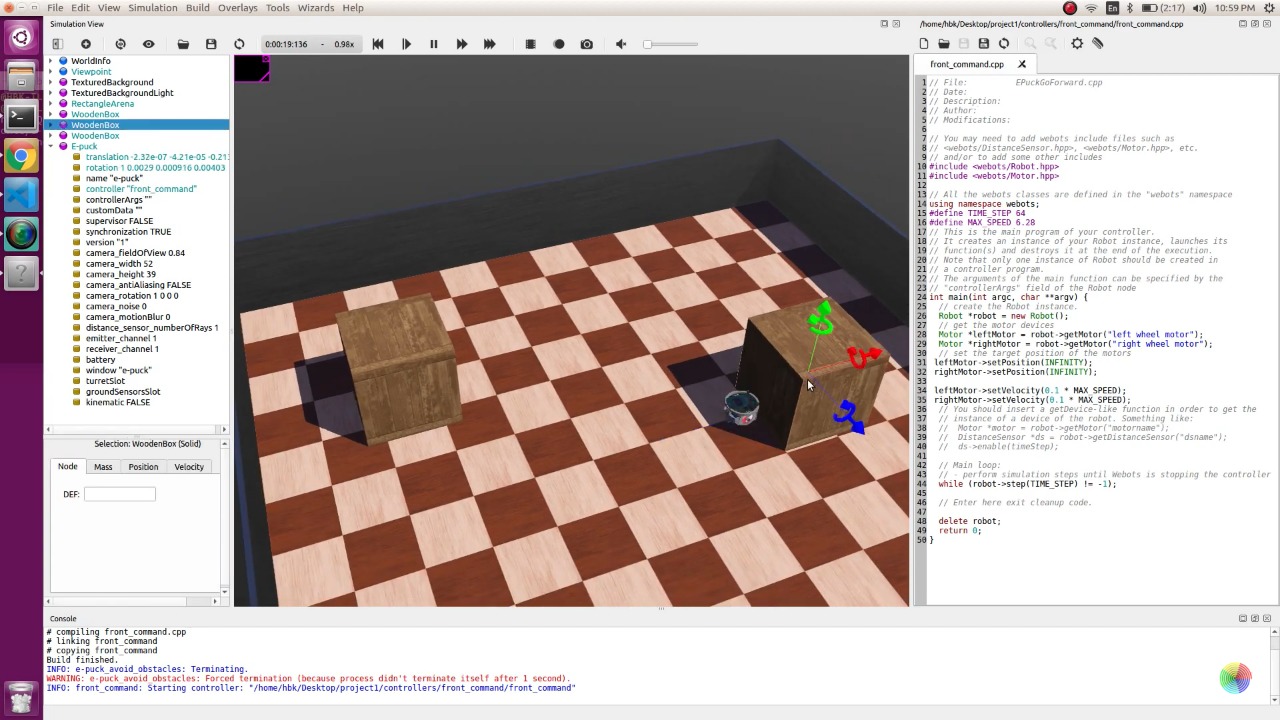 File Edit View Simulation Build Overlays Tools Wizards Help
En (2:17) 10:59 PM
Simulation View
0:00:19:136 - 0.98x
WorldInfo
Viewpoint
TexturedBackground
TexturedBackgroundLight
RectangleArena
WoodenBox
WoodenBox
WoodenBox
E-puck
translation -2.32e-07 -4.21e-05 -0.21
rotation 1 0.0029 0.000916 0.00403
name "e-puck"
controller "front_command"
controllerArgs ""
customData ""
supervisor FALSE
synchronization TRUE
version "1"
camera_fieldOfView 0.84
camera_width 52
camera_height 39
camera_antiAliasing FALSE
camera_rotation 1 0 0 0
camera_noise 0
camera_motionBlur 0
distance_sensor_numberOfRays 1
emitter_channel 1
receiver_channel 1
battery
window "e-puck"
turretSlot
groundSensorsSlot
kinematic FALSE
Selection: WoodenBox (Solid)
Node Mass Position Velocity
DEF:
/home/hbk/Desktop/project1/controllers/front_command/front_command.cpp
front_command.cpp
1 // File: EPuckGoForward.cpp
2 // Date:
3 // Description:
4 // Author:
5 // Modifications:
6
7 // You may need to add webots include files such as
8 // <webots/DistanceSensor.hpp>, <webots/Motor.hpp>, etc.
9 // and/or to add some other includes
10 #include <webots/Robot.hpp>
11 #include <webots/Motor.hpp>
12
13 // All the webots classes are defined in the "webots" namespace
14 using namespace webots;
15 #define TIME_STEP 64
16 #define MAX_SPEED 6.28
17 // This is the main program of your controller.
18 // It creates an instance of your Robot instance, launches its
19 // function(s) and destroys it at the end of the execution.
20 // Note that only one instance of Robot should be created in
21 // a controller program.
22 // The arguments of the main function can be specified by the
23 // "controllerArgs" field of the Robot node
24 int main(int argc, char **argv) {
25 // create the Robot instance.
26 Robot *robot = new Robot();
27 // get the motor devices
28 Motor *leftMotor = robot->getMotor("left wheel motor");
29 Motor *rightMotor = robot->getMotor("right wheel motor");
30 // set the target position of the motors
31 leftMotor->setPosition(INFINITY);
32 rightMotor->setPosition(INFINITY);
33
34 leftMotor->setVelocity(0.1 * MAX_SPEED);
35 rightMotor->setVelocity(0.1 * MAX_SPEED);
36 // You should insert a getDevice-like function in order to get the
37 // instance of a device of the robot. Something like:
38 // Motor *motor = robot->getMotor("motorname");
39 // DistanceSensor *ds = robot->getDistanceSensor("dsname");
40 // ds->enable(timeStep);
41
42 // Main loop:
43 // - perform simulation steps until Webots is stopping the controller
44 while (robot->step(TIME_STEP) != -1);
45
46 // Enter here exit cleanup code.
47
48 delete robot;
49 return 0;
50 }
Console
# compiling front_command.cpp
# linking front_command
# copying front_command
Build finished.
INFO: e-puck_avoid_obstacles: Terminating.
WARNING: e-puck_avoid_obstacles: Forced termination (because process didn't terminate itself after 1 second).
INFO: front_command: Starting controller: "/home/hbk/Desktop/project1/controllers/front_command/front_command"